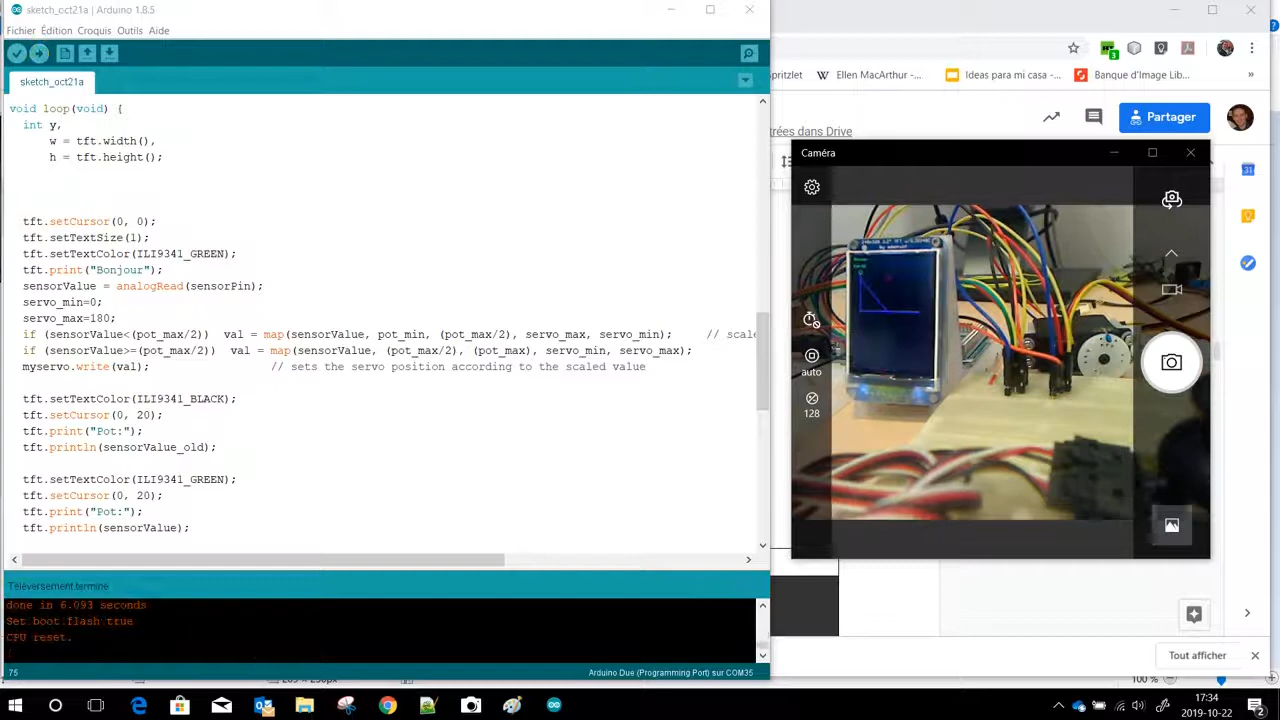 sketch_oct21a | Arduino 1.8.5
Fichier Édition Croquis Outils Aide
sketch_oct21a
void loop(void) {
int y,
w = tft.width(),
h = tft.height();
tft.setCursor(0, 0);
tft.setTextSize(1);
tft.setTextColor(ILI9341_GREEN);
tft.print("Bonjour");
sensorValue = analogRead(sensorPin);
servo_min=0;
servo_max=180;
if (sensorValue<(pot_max/2)) val = map(sensorValue, pot_min, (pot_max/2), servo_max, servo_min); // scale
if (sensorValue>=(pot_max/2)) val = map(sensorValue, (pot_max/2), (pot_max), servo_min, servo_max);
myservo.write(val); // sets the servo position according to the scaled value
tft.setTextColor(ILI9341_BLACK);
tft.setCursor(0, 20);
tft.print("Pot:");
tft.println(sensorValue_old);
tft.setTextColor(ILI9341_GREEN);
tft.setCursor(0, 20);
tft.print("Pot:");
tft.println(sensorValue);
Téléversement terminé
done in 6.093 seconds
Set boot flash true
CPU reset.
75
Arduino Due (Programming Port) sur COM35
3
pritzlet
Ellen MacArthur -...
Ideas para mi casa -...
Banque d'Image Lib...
»
Partager
trées dans Drive
31
Caméra
auto
128
Tout afficher
100 %
17:34
2019-10-22
2